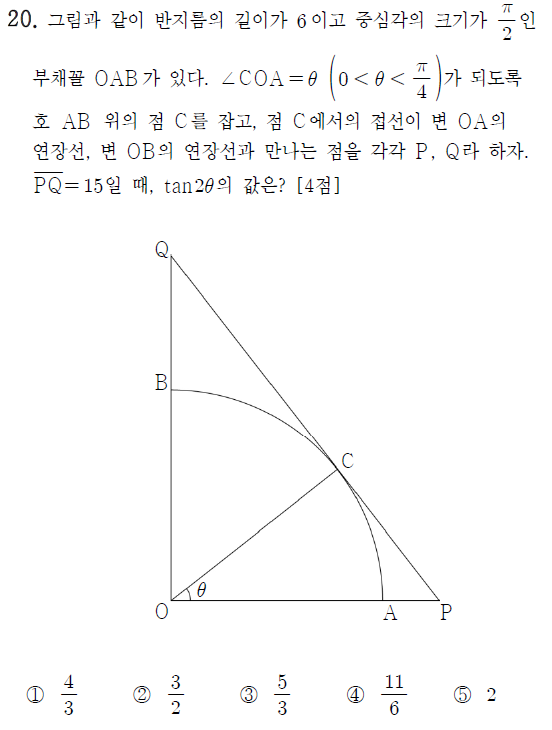 20. 그림과 같이 반지름의 길이가 6이고 중심각의 크기가 π/2인
부채꼴 OAB가 있다. ∠COA=θ (0<θ<π/4)가 되도록
호 AB 위의 점 C를 잡고, 점 C에서의 접선이 변 OA의
연장선, 변 OB의 연장선과 만나는 점을 각각 P, Q라 하자.
P̅Q̅=15일 때, tan2θ의 값은? [4점]
Q
B
C
θ
O
A
P
① 4/3 ② 3/2 ③ 5/3 ④ 11/6 ⑤ 2